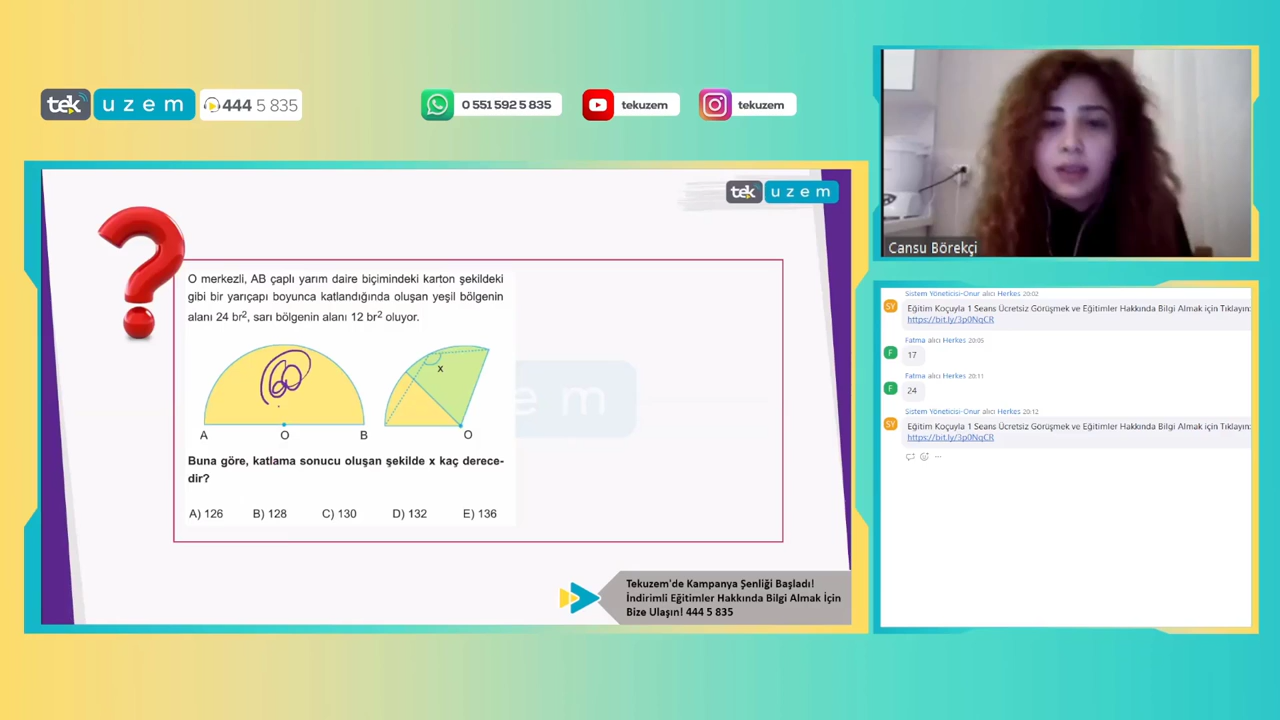 tek uzem 444 5 835
0 551 592 5 835 tekuzem tekuzem
tek uzem
O merkezli, AB çaplı yarım daire biçimindeki karton şekildeki
gibi bir yarıçapı boyunca katlandığında oluşan yeşil bölgenin
alanı 24 br², sarı bölgenin alanı 12 br² oluyor.
60
x
A O B O
Buna göre, katlama sonucu oluşan şekilde x kaç derece-
dir?
A) 126 B) 128 C) 130 D) 132 E) 136
Tekuzem'de Kampanya Şenliği Başladı!
İndirimli Eğitimler Hakkında Bilgi Almak İçin
Bize Ulaşın! 444 5 835
Cansu Börekçi
Sistem Yöneticisi-Onur alıcı Herkes 20:02
SY Eğitim Koçuyla 1 Seans Ücretsiz Görüşmek ve Eğitimler Hakkında Bilgi Almak için Tıklayın:
https://bit.ly/3p0NqCR
Fatma alıcı Herkes 20:05
F 17
Fatma alıcı Herkes 20:11
F 24
Sistem Yöneticisi-Onur alıcı Herkes 20:12
SY Eğitim Koçuyla 1 Seans Ücretsiz Görüşmek ve Eğitimler Hakkında Bilgi Almak için Tıklayın:
https://bit.ly/3p0NqCR